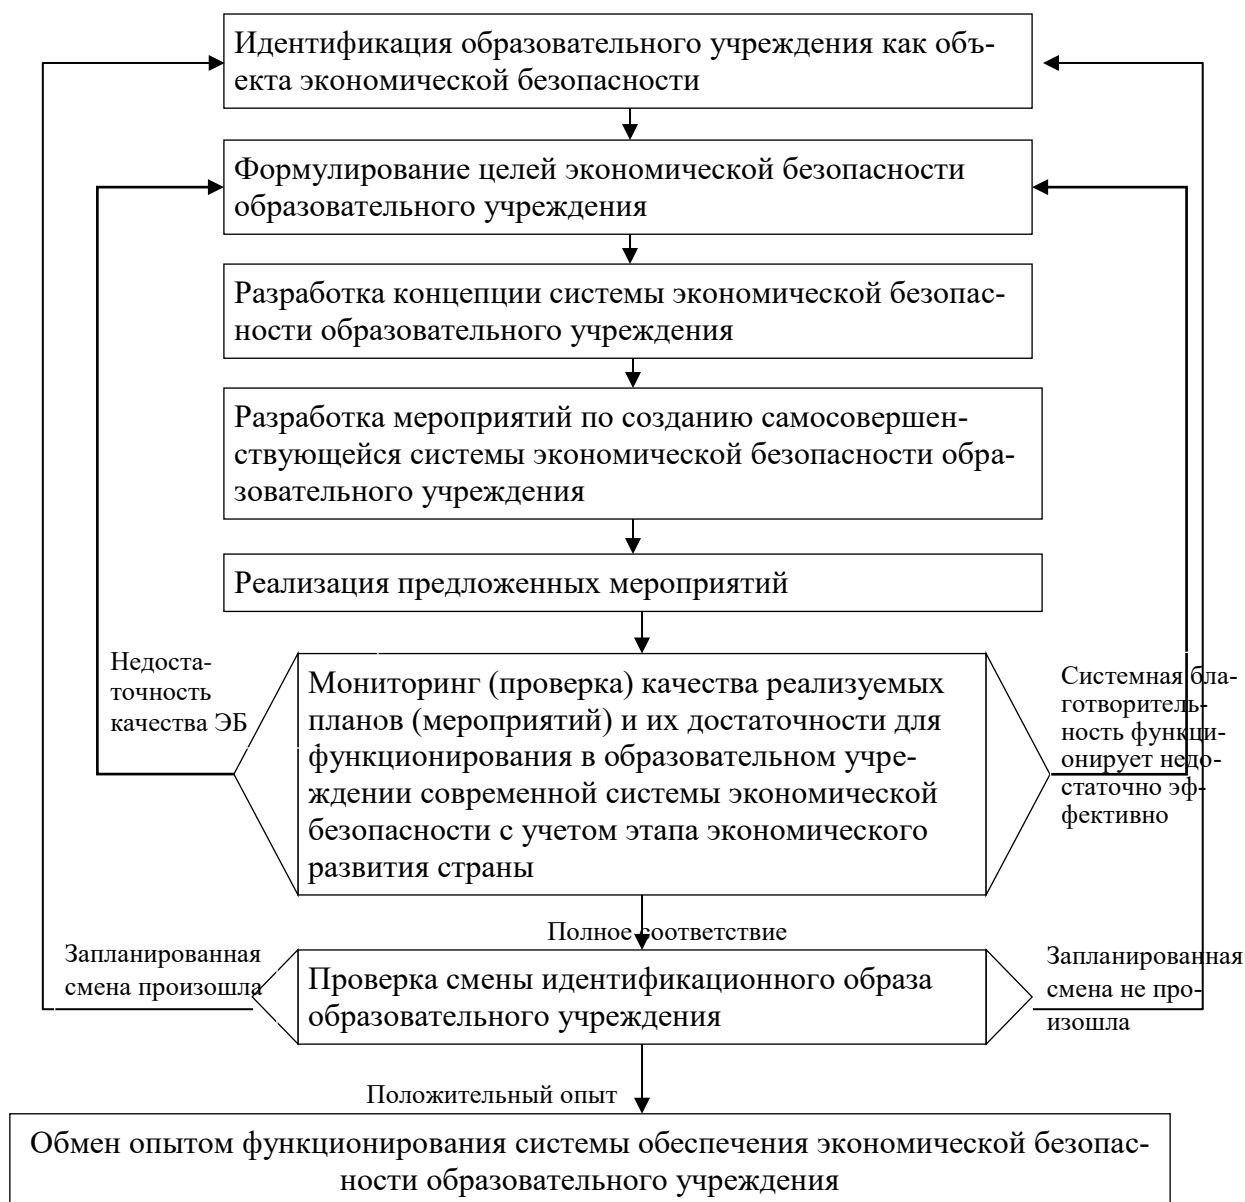 Идентификация образовательного учреждения как объ-
екта экономической безопасности
Формулирование целей экономической безопасности
образовательного учреждения
Разработка концепции системы экономической безопас-
ности образовательного учреждения
Разработка мероприятий по созданию самосовершен-
ствующейся системы экономической безопасности обра-
зовательного учреждения
Реализация предложенных мероприятий
Недоста-
точность
качества ЭБ
Мониторинг (проверка) качества реализуемых
планов (мероприятий) и их достаточности для
функционирования в образовательном учре-
ждении современной системы экономической
безопасности с учетом этапа экономического
развития страны
Системная бла-
готворитель-
ность функци-
онирует недо-
статочно эф-
фективно
Полное соответствие
Запланированная
смена произошла
Проверка смены идентификационного образа
образовательного учреждения
Запланированная
смена не про-
изошла
Положительный опыт
Обмен опытом функционирования системы обеспечения экономической безопас-
ности образовательного учреждения